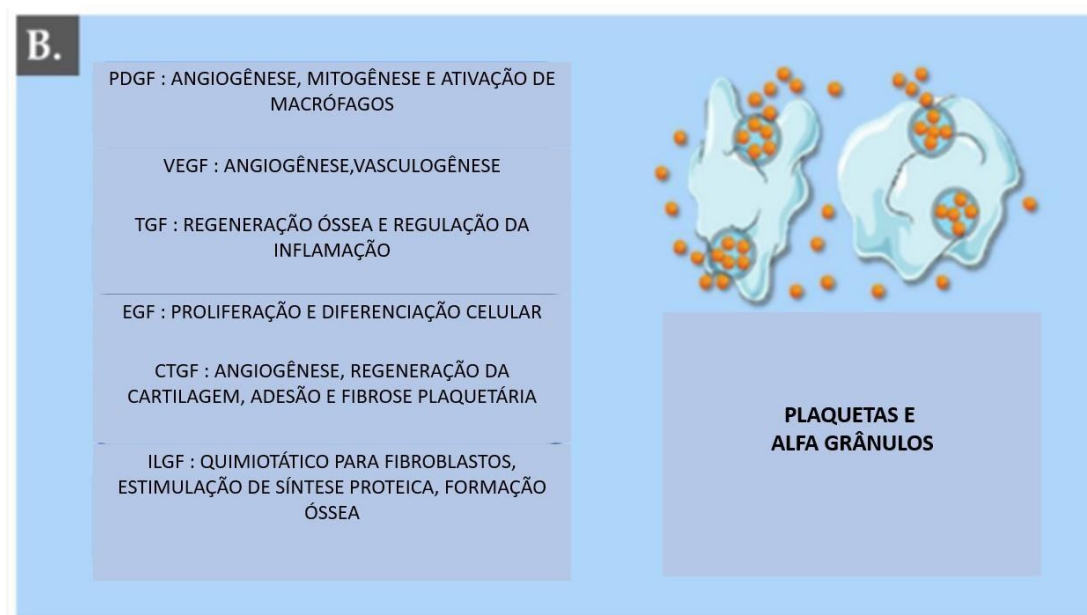 B.
PDGF : ANGIOGÊNESE, MITOGÊNESE E ATIVAÇÃO DE
MACRÓFAGOS
VEGF : ANGIOGÊNESE,VASCULOGÊNESE
TGF : REGENERAÇÃO ÓSSEA E REGULAÇÃO DA
INFLAMAÇÃO
EGF : PROLIFERAÇÃO E DIFERENCIAÇÃO CELULAR
CTGF : ANGIOGÊNESE, REGENERAÇÃO DA
CARTILAGEM, ADESÃO E FIBROSE PLAQUETÁRIA
ILGF : QUIMIOTÁTICO PARA FIBROBLASTOS,
ESTIMULAÇÃO DE SÍNTESE PROTEICA, FORMAÇÃO
ÓSSEA
PLAQUETAS E
ALFA GRÂNULOS